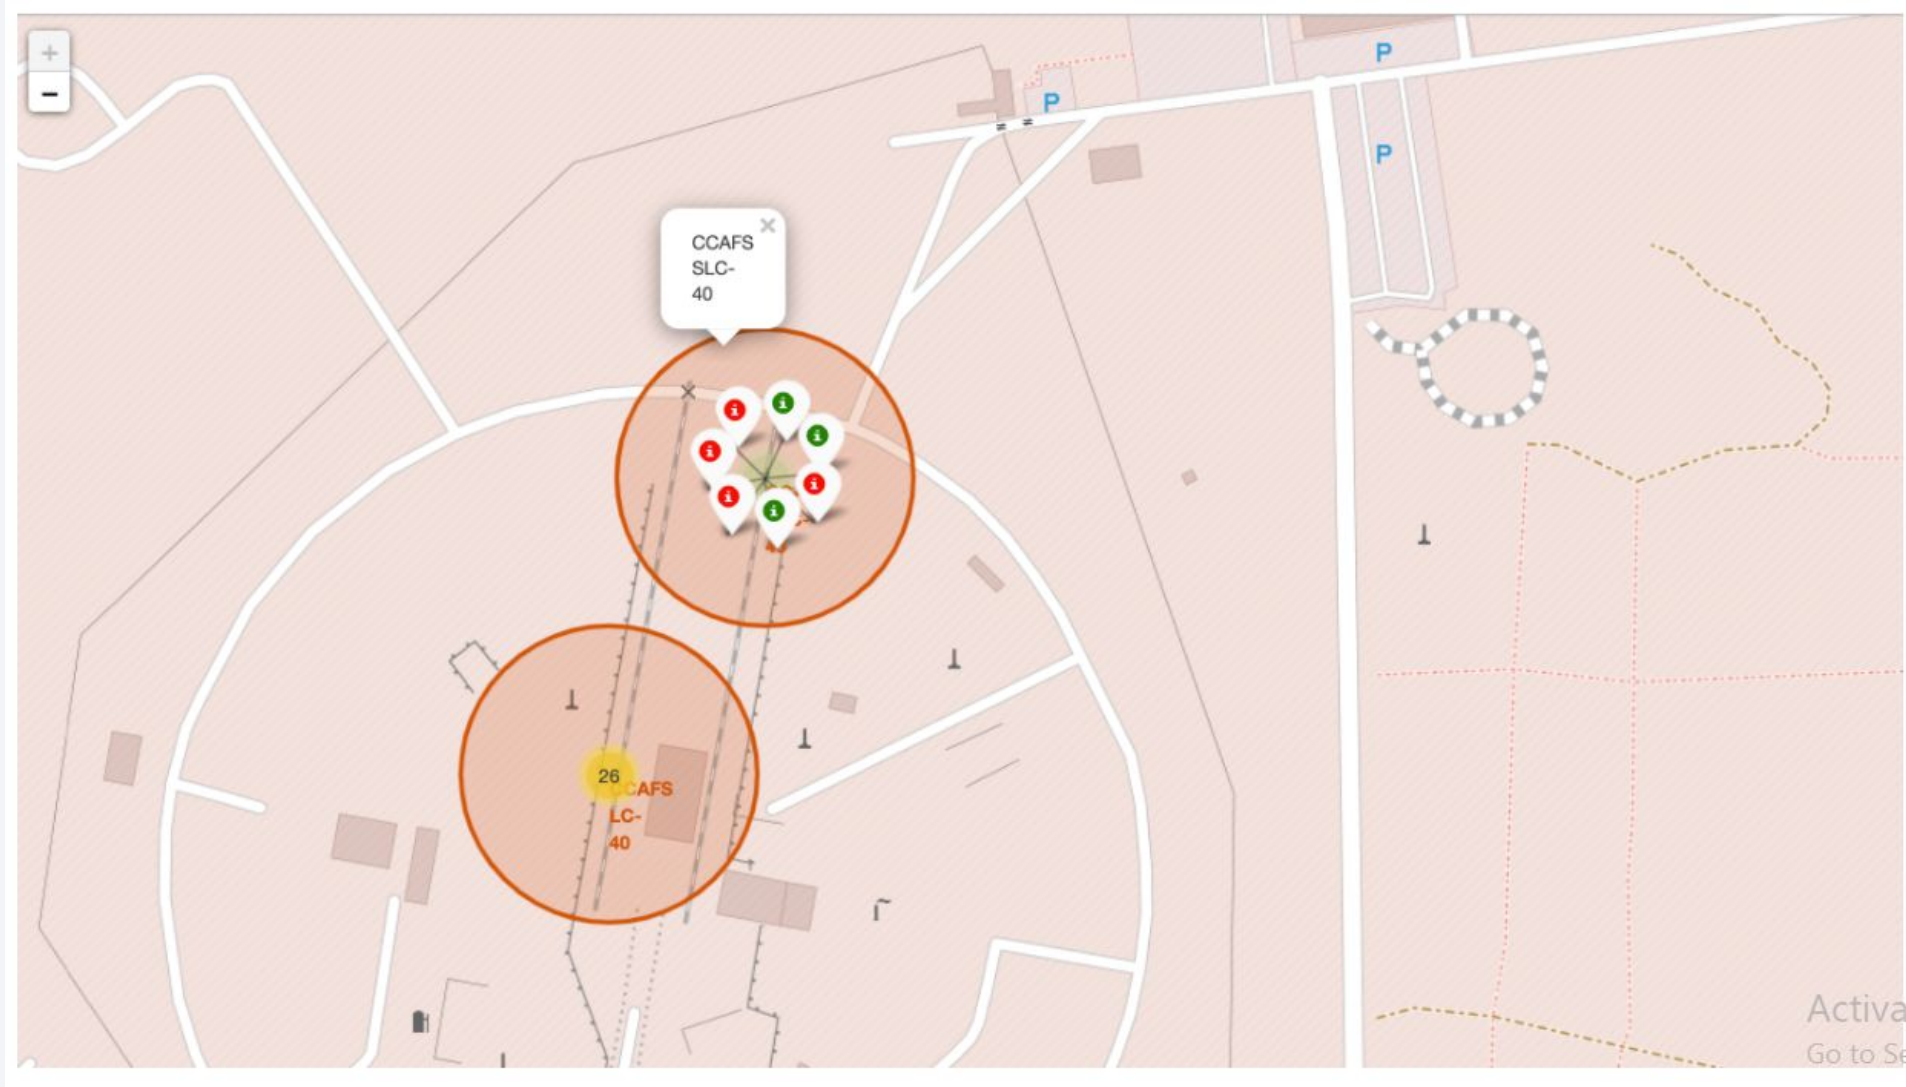 +
−
P
P
P
×
CCAFS
SLC-
40
26
CCAFS
LC-
40
Activa
Go to Se